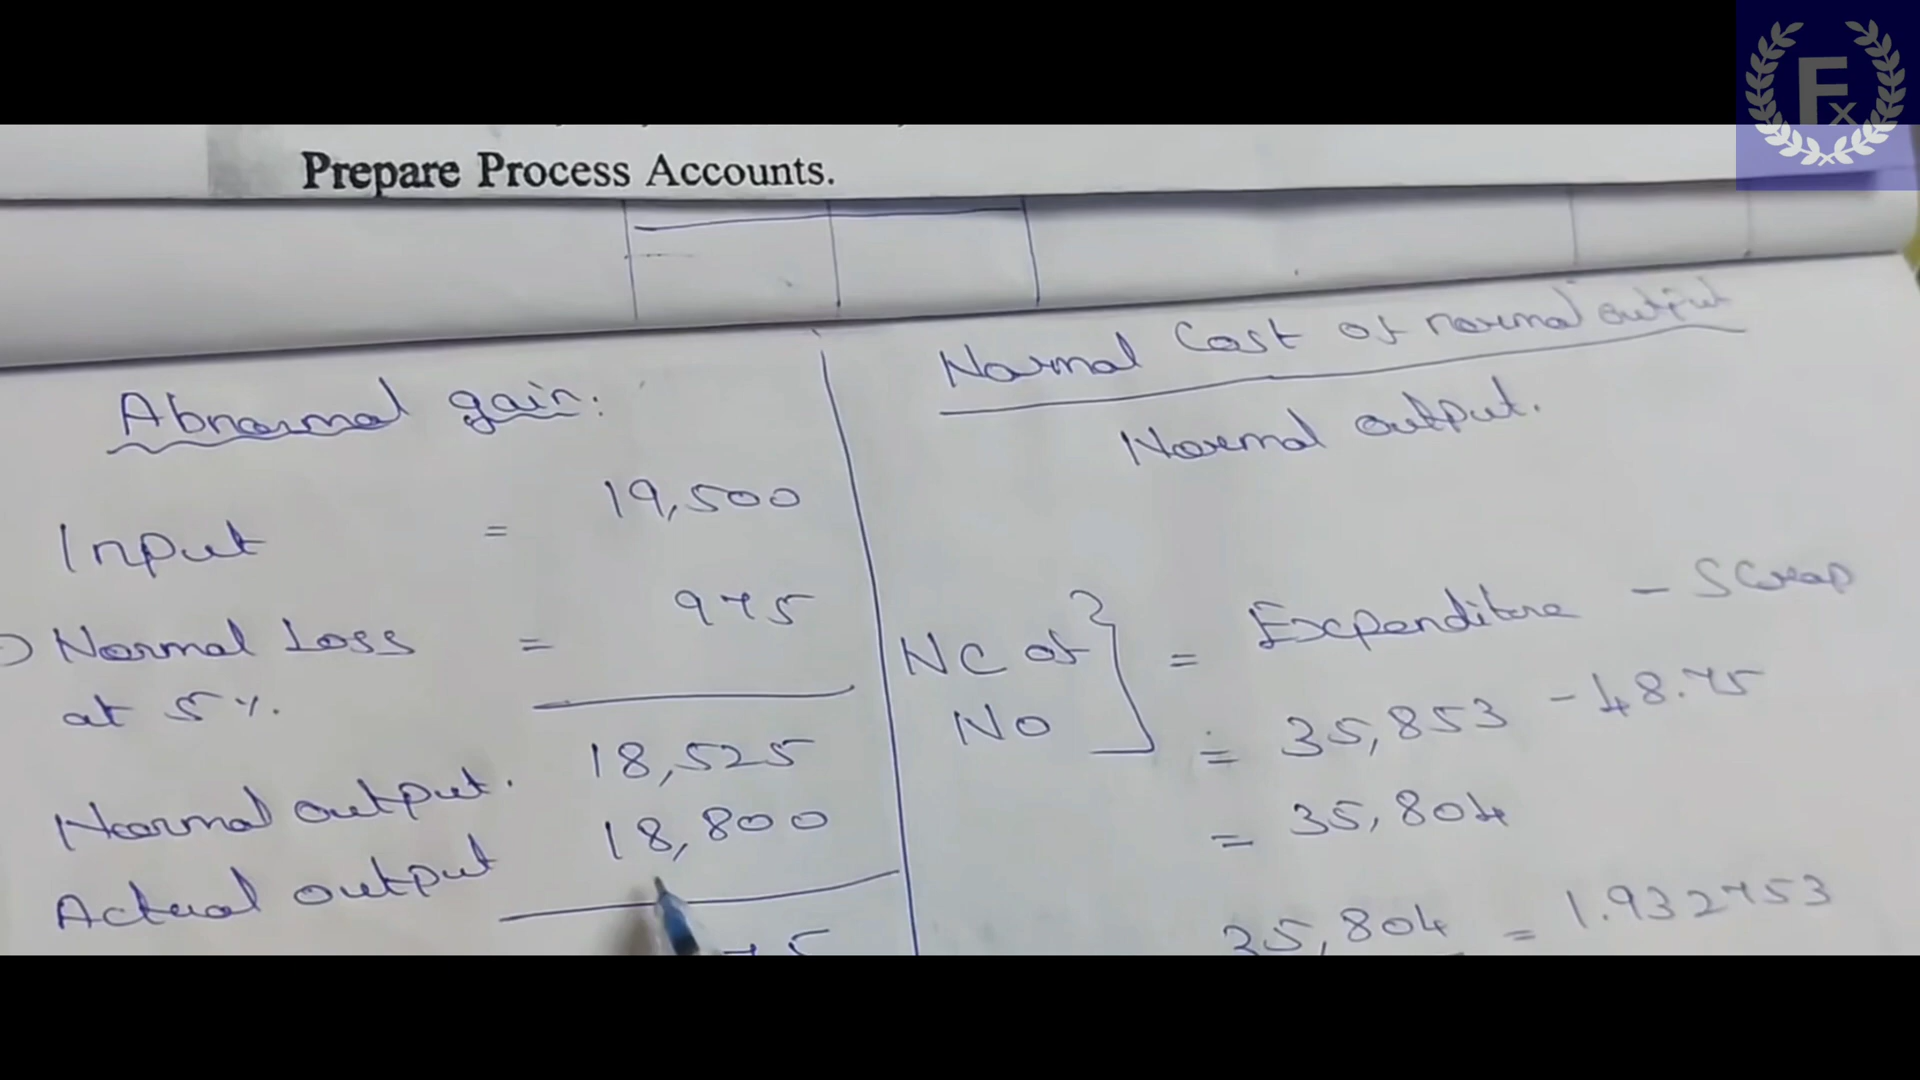 Fx
Prepare Process Accounts.
Abnormal gain:
Input = 19,500
Normal Loss = 975
at 5%.
Normal output. 18,525
Actual output 18,800
75
Normal Cost of normal output
Normal output.
NC of NO } = Expenditure - Scrap
= 35,853 - 48.75
= 35,804
35,804 = 1.932753